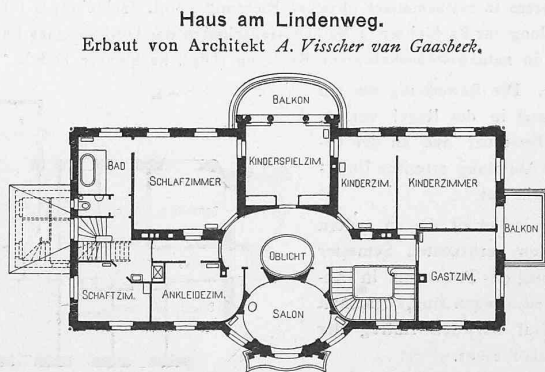 Haus am Lindenweg.
Erbaut von Architekt A. Visscher van Gaasbeek.
BALKON
BAD
SCHLAFZIMMER
KINDERSPIELZIM.
KINDERZIM.
KINDERZIMMER
BALKON
OBLICHT
GASTZIM.
SCHAFTZIM.
ANKLEIDEZIM.
SALON